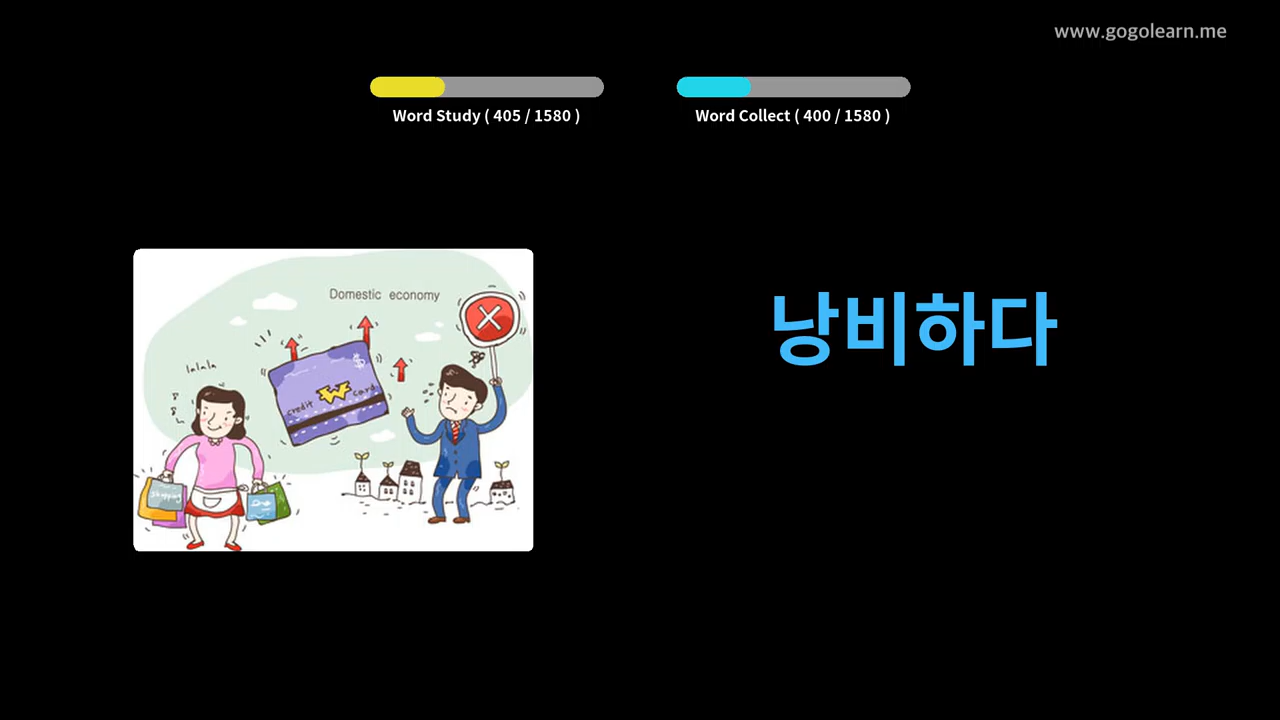 www.gogolearn.me
Word Study ( 405 / 1580 )
Word Collect ( 400 / 1580 )
Domestic economy
lalala
$
W
credit card
shopping
낭비하다